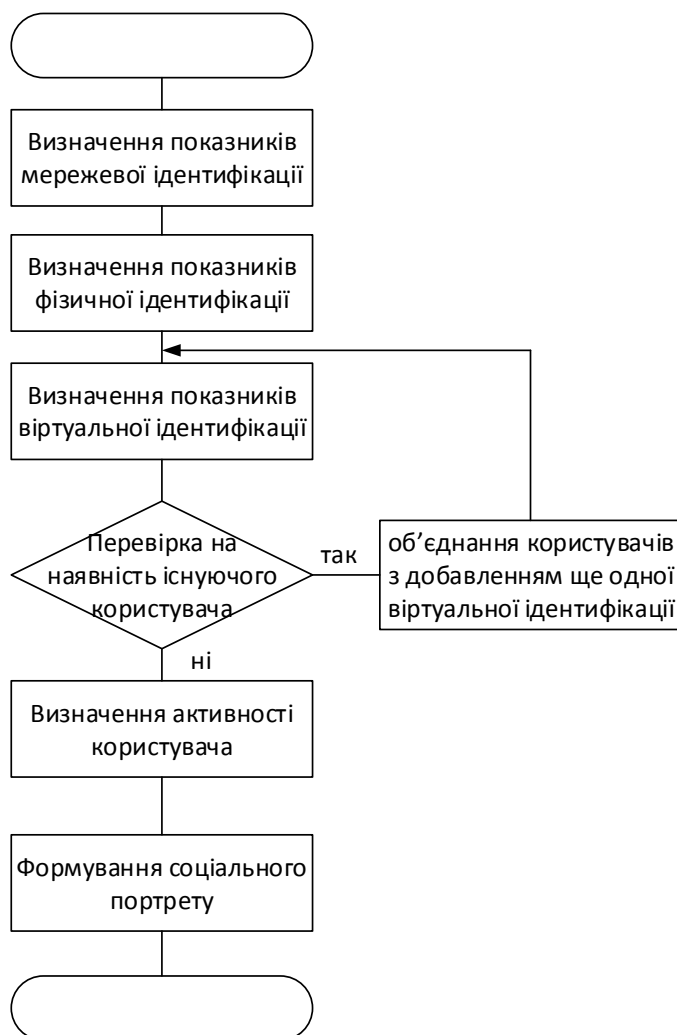 Визначення показників
мережевої ідентифікації
Визначення показників
фізичної ідентифікації
Визначення показників
віртуальної ідентифікації
Перевірка на
наявність існуючого
користувача
так
об’єднання користувачів
з добавленням ще одної
віртуальної ідентифікації
ні
Визначення активності
користувача
Формування соціального
портрету